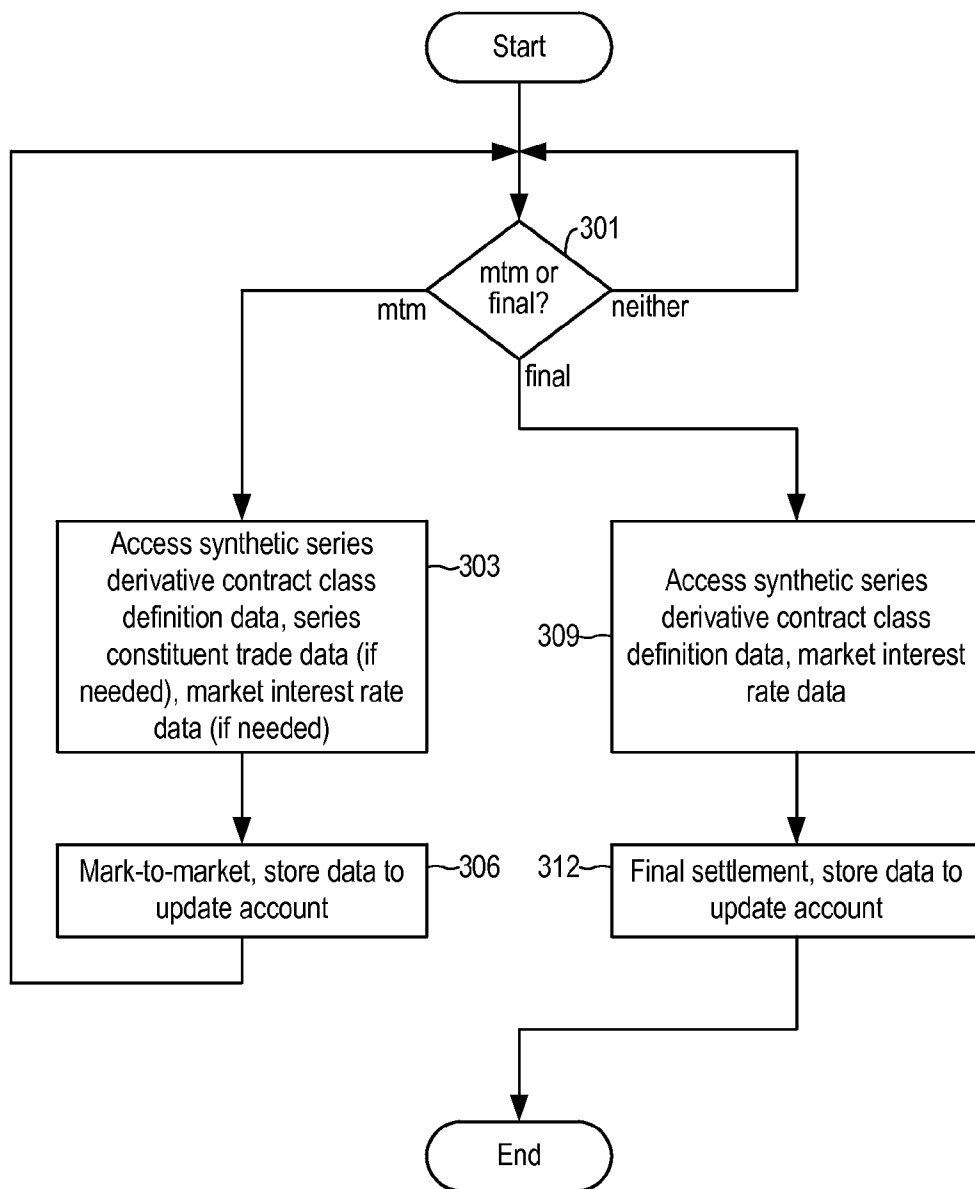 Start
301
mtm or
final?
mtm
neither
final
Access synthetic series
derivative contract class
definition data, series
constituent trade data (if
needed), market interest rate
data (if needed)
303
309
Access synthetic series
derivative contract class
definition data, market interest
rate data
Mark-to-market, store data to
update account
306
312
Final settlement, store data to
update account
End